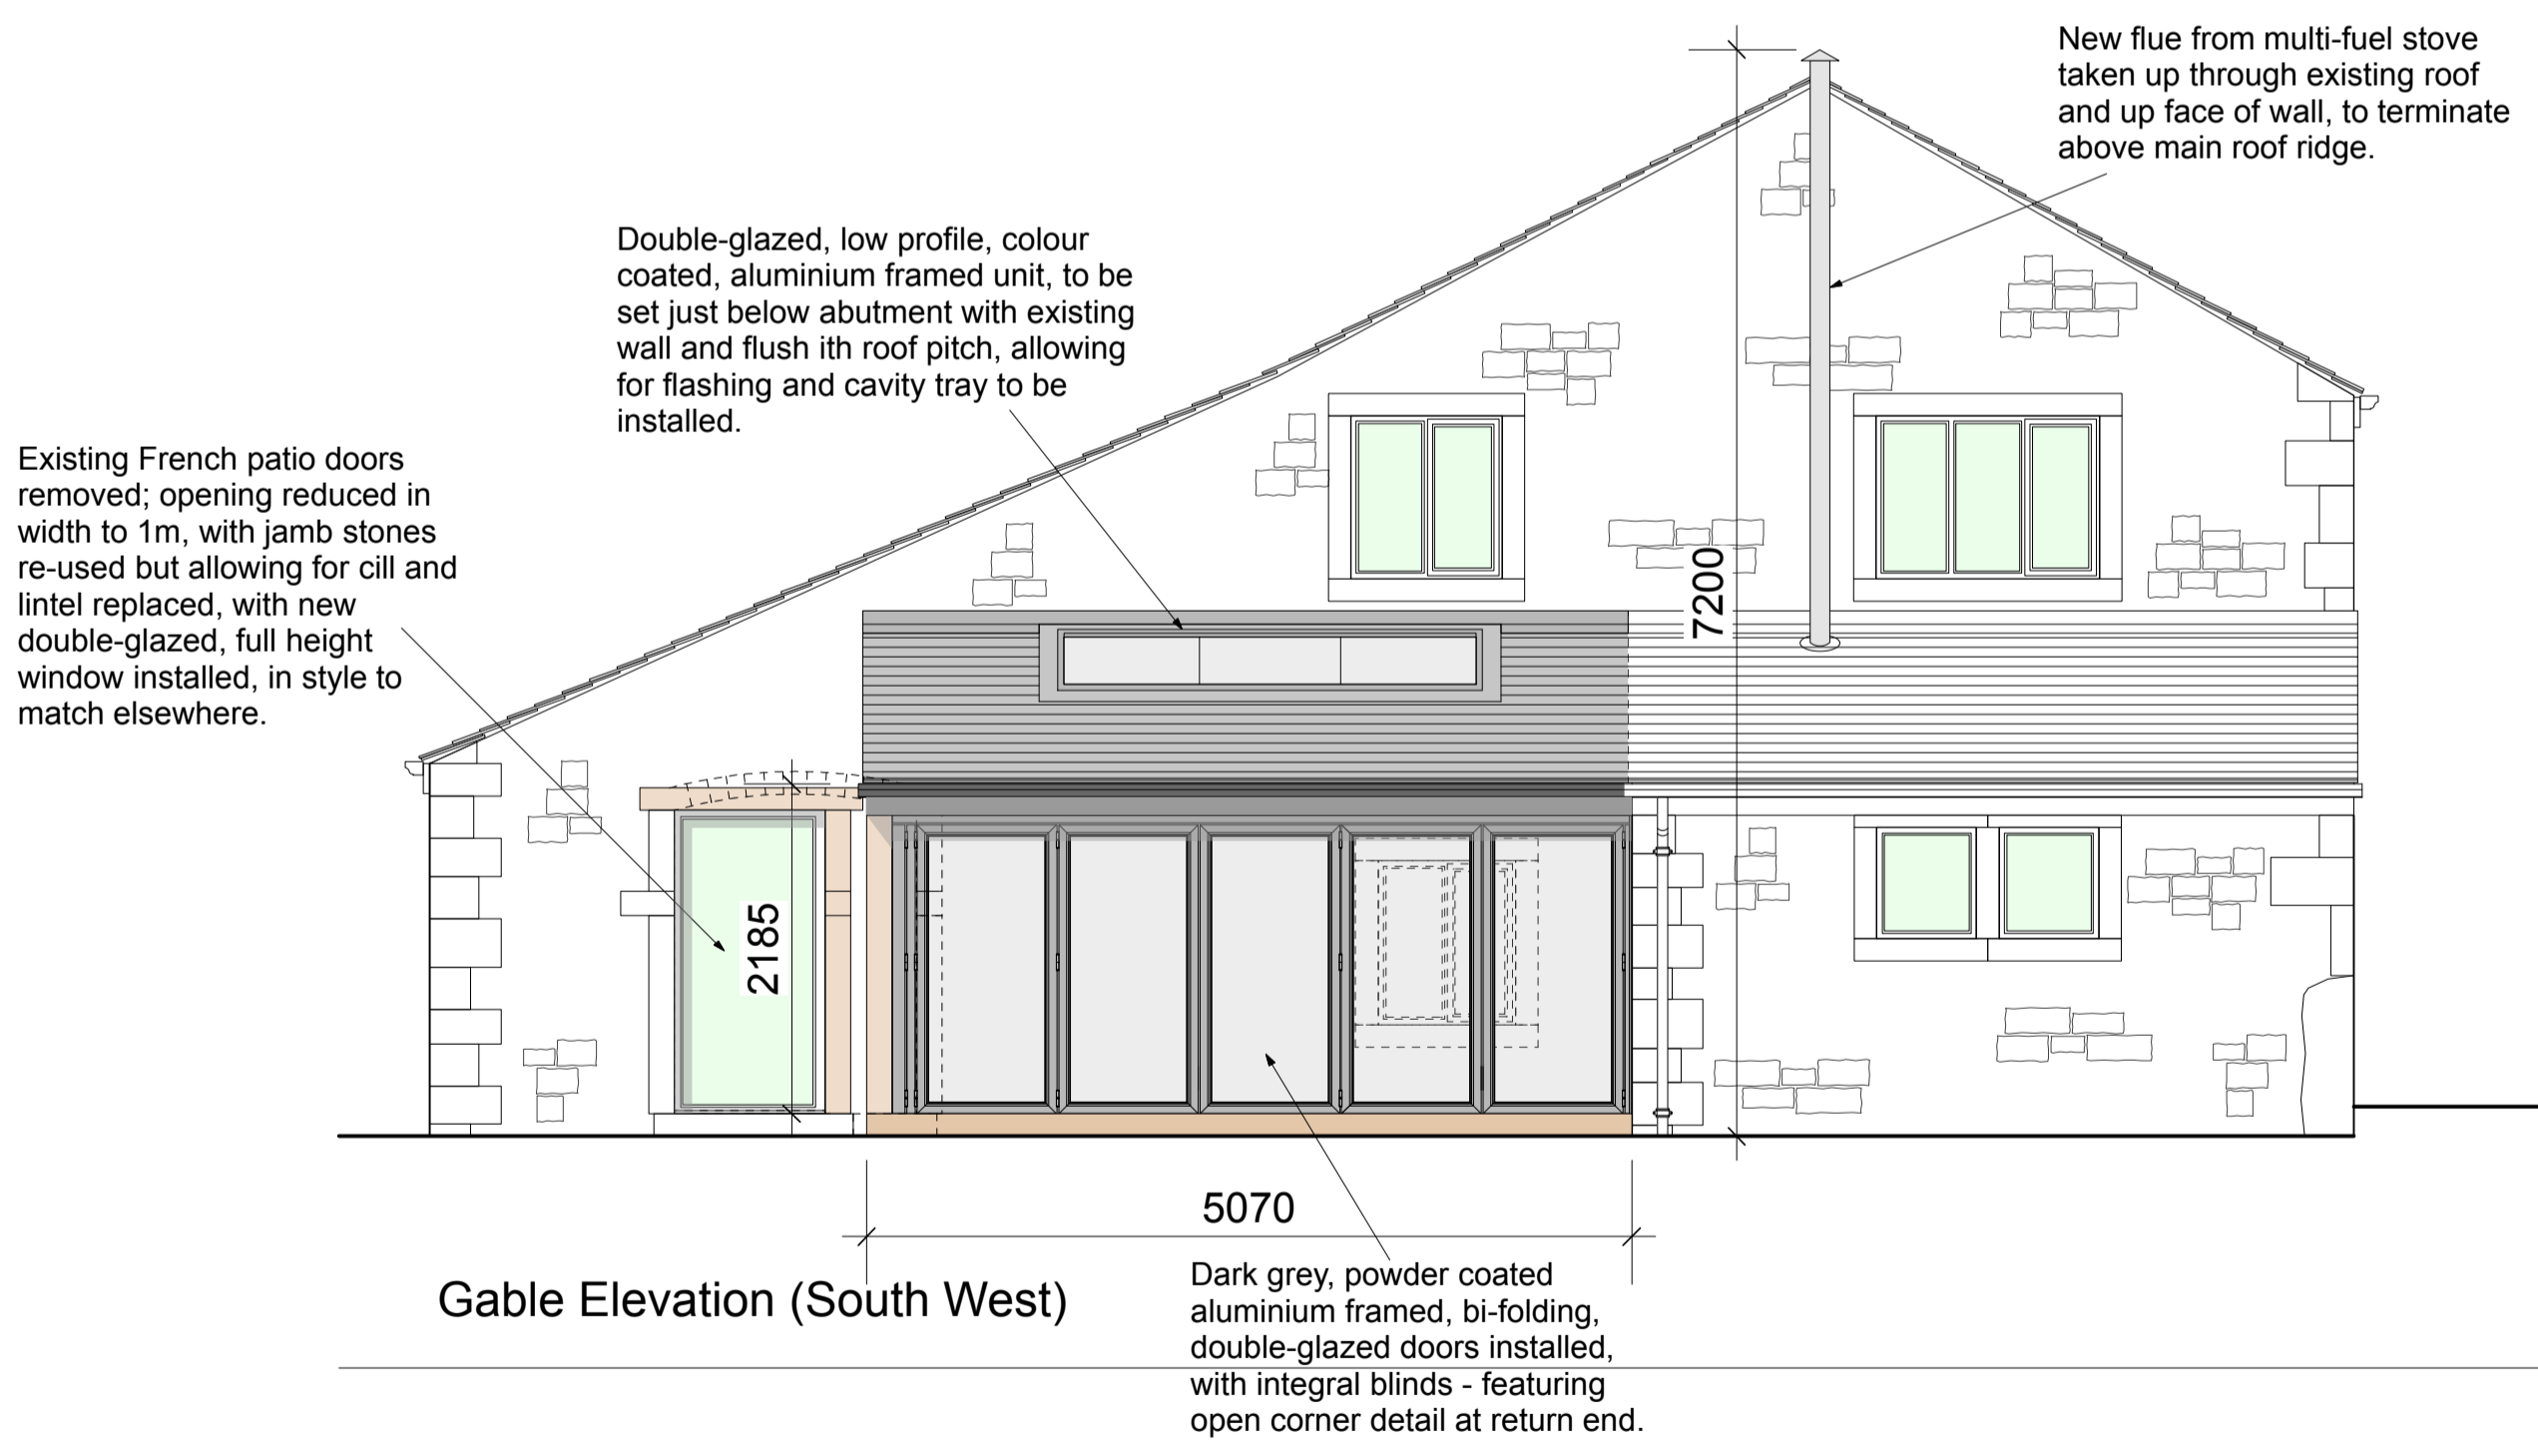 New flue from multi-fuel stove
taken up through existing roof
and up face of wall, to terminate
above main roof ridge.
Double-glazed, low profile, colour
coated, aluminium framed unit, to be
set just below abutment with existing
wall and flush ith roof pitch, allowing
for flashing and cavity tray to be
installed.
Existing French patio doors
removed; opening reduced in
width to 1m, with jamb stones
re-used but allowing for cill and
lintel replaced, with new
double-glazed, full height
window installed, in style to
match elsewhere.
7200
2185
5070
Gable Elevation (South West)
Dark grey, powder coated
aluminium framed, bi-folding,
double-glazed doors installed,
with integral blinds - featuring
open corner detail at return end.